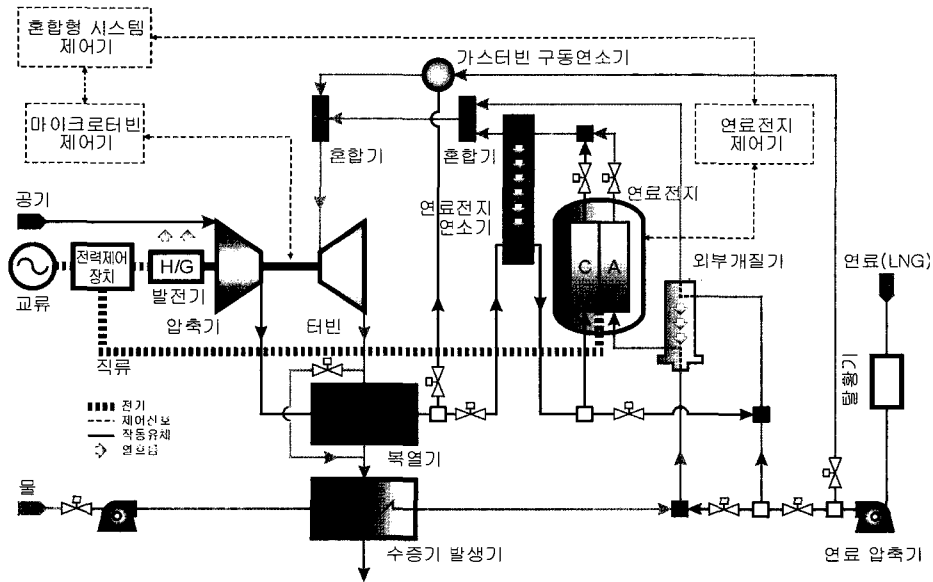 혼합형 시스템
제어기
가스터빈 구동연소기
마이크로터빈
제어기
연료전지
제어기
혼합기
혼합기
연료전지
공기
연료전지
연소기
전력제어
장치
H/G
C A
외부개질기
연료(LNG)
교류
발전기
압축기
터빈
직류
탈황기
전기
제어신호
작동유체
열흐름
복열기
물
수증기 발생기
연료 압축기